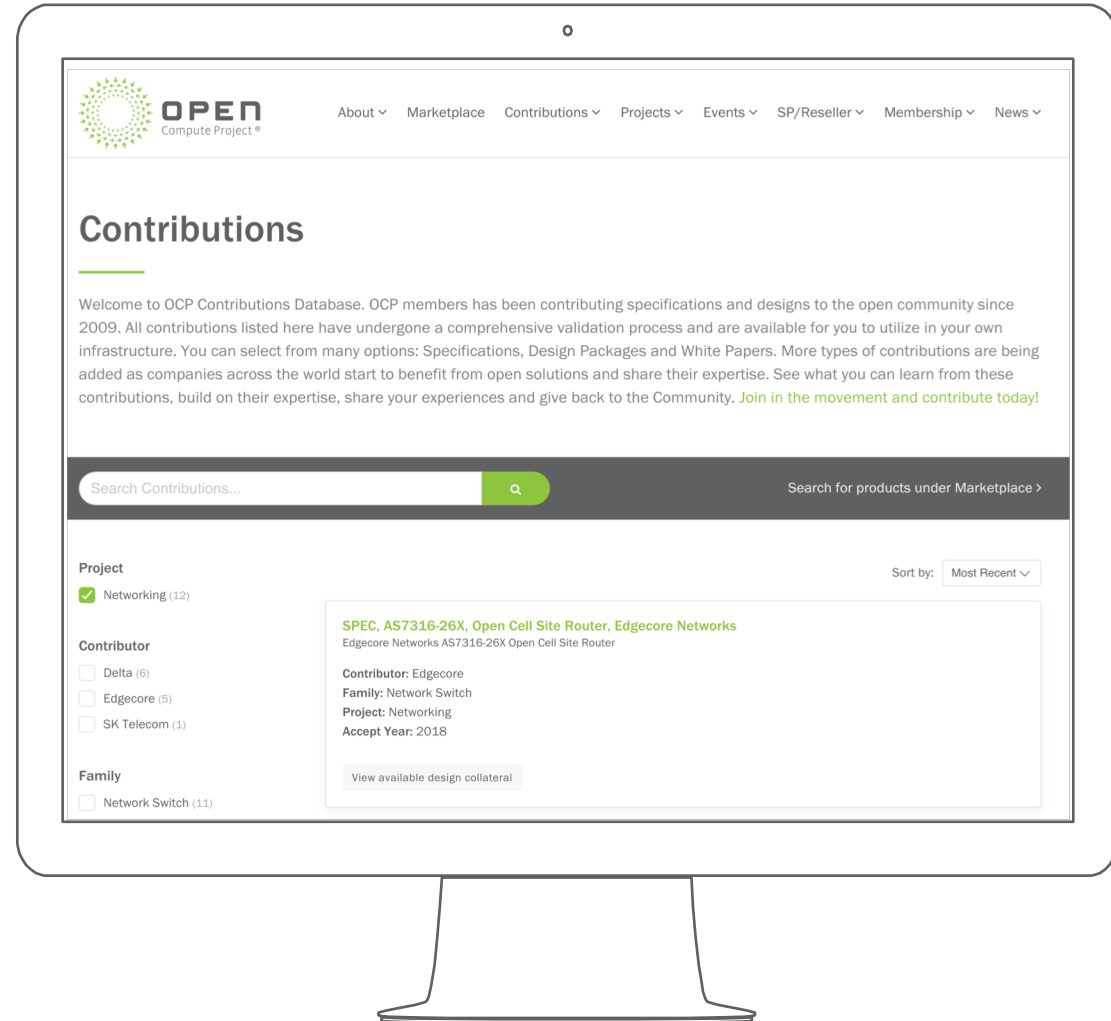 OPEN
Compute Project ®
About Marketplace Contributions Projects Events SP/Reseller Membership News
Contributions
Welcome to OCP Contributions Database. OCP members has been contributing specifications and designs to the open community since
2009. All contributions listed here have undergone a comprehensive validation process and are available for you to utilize in your own
infrastructure. You can select from many options: Specifications, Design Packages and White Papers. More types of contributions are being
added as companies across the world start to benefit from open solutions and share their expertise. See what you can learn from these
contributions, build on their expertise, share your experiences and give back to the Community. Join in the movement and contribute today!
Search Contributions...
Search for products under Marketplace >
Project
Networking (12)
Contributor
Delta (6)
Edgecore (5)
SK Telecom (1)
Family
Network Switch (11)
Sort by: Most Recent
SPEC, AS7316-26X, Open Cell Site Router, Edgecore Networks
Edgecore Networks AS7316-26X Open Cell Site Router
Contributor: Edgecore
Family: Network Switch
Project: Networking
Accept Year: 2018
View available design collateral